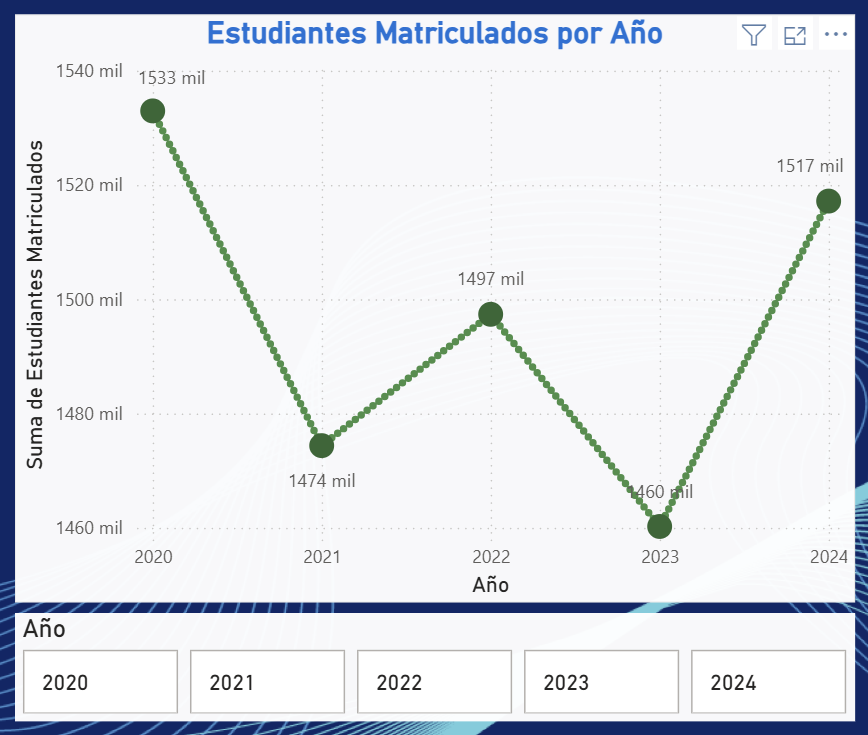 Estudiantes Matriculados por Año
Suma de Estudiantes Matriculados
1540 mil
1520 mil
1500 mil
1480 mil
1460 mil
1533 mil
1474 mil
1497 mil
1460 mil
1517 mil
2020
2021
2022
2023
2024
Año
Año
2020
2021
2022
2023
2024